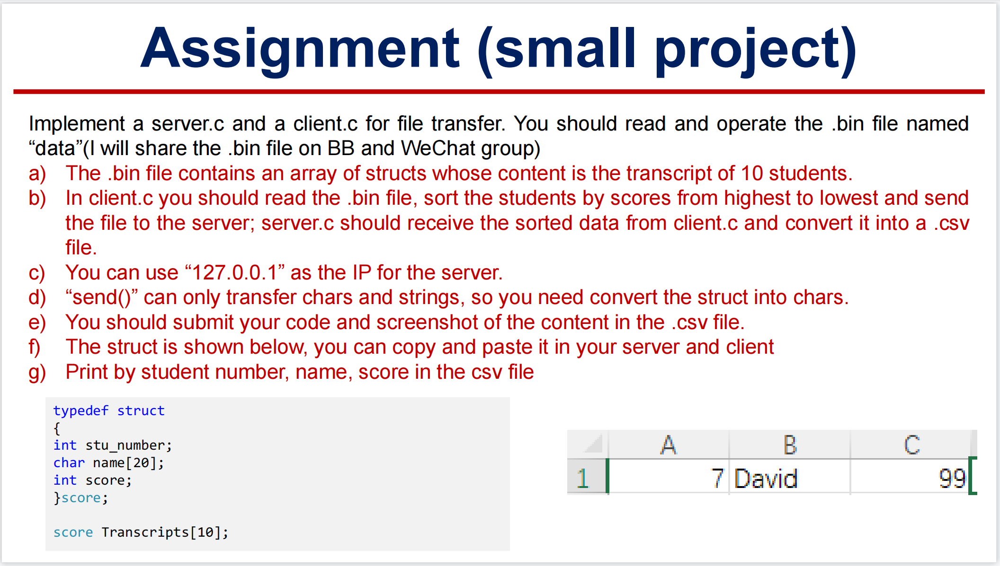 Assignment (small project)
Implement a server.c and a client.c for file transfer. You should read and operate the .bin file named
“data”(I will share the .bin file on BB and WeChat group)
a) The .bin file contains an array of structs whose content is the transcript of 10 students.
b) In client.c you should read the .bin file, sort the students by scores from highest to lowest and send
the file to the server; server.c should receive the sorted data from client.c and convert it into a .csv
file.
c) You can use “127.0.0.1” as the IP for the server.
d) “send()” can only transfer chars and strings, so you need convert the struct into chars.
e) You should submit your code and screenshot of the content in the .csv file.
f) The struct is shown below, you can copy and paste it in your server and client
g) Print by student number, name, score in the csv file
typedef struct
{
int stu_number;
char name[20];
int score;
}score;
score Transcripts[10];
A B C
1 7 David 99